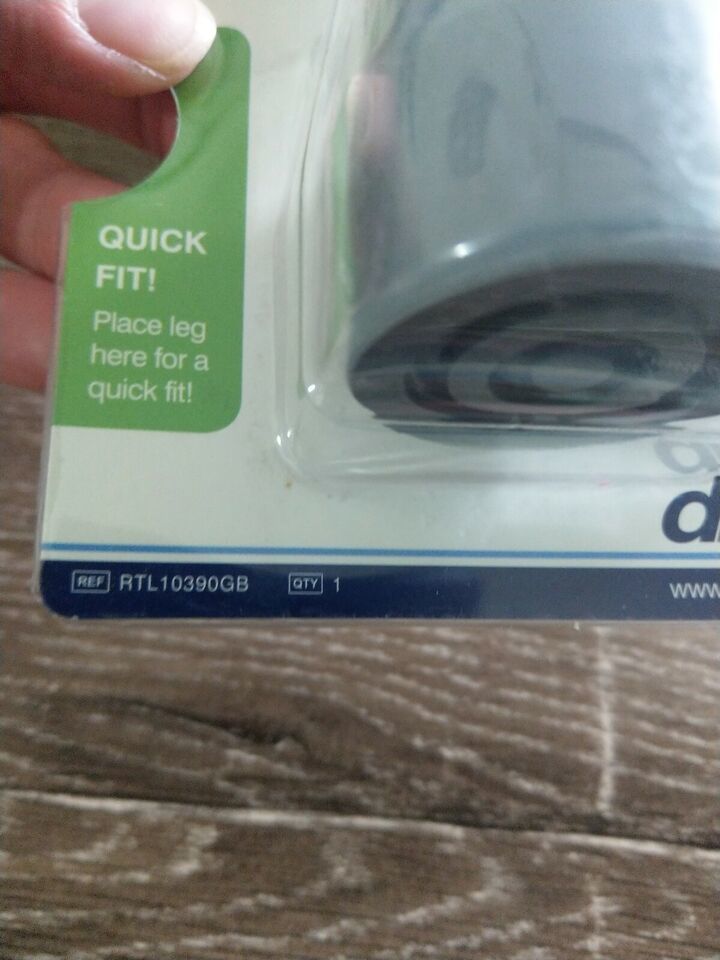 QUICK
FIT!
Place leg
here for a
quick fit!
REF RTL10390GB QTY 1